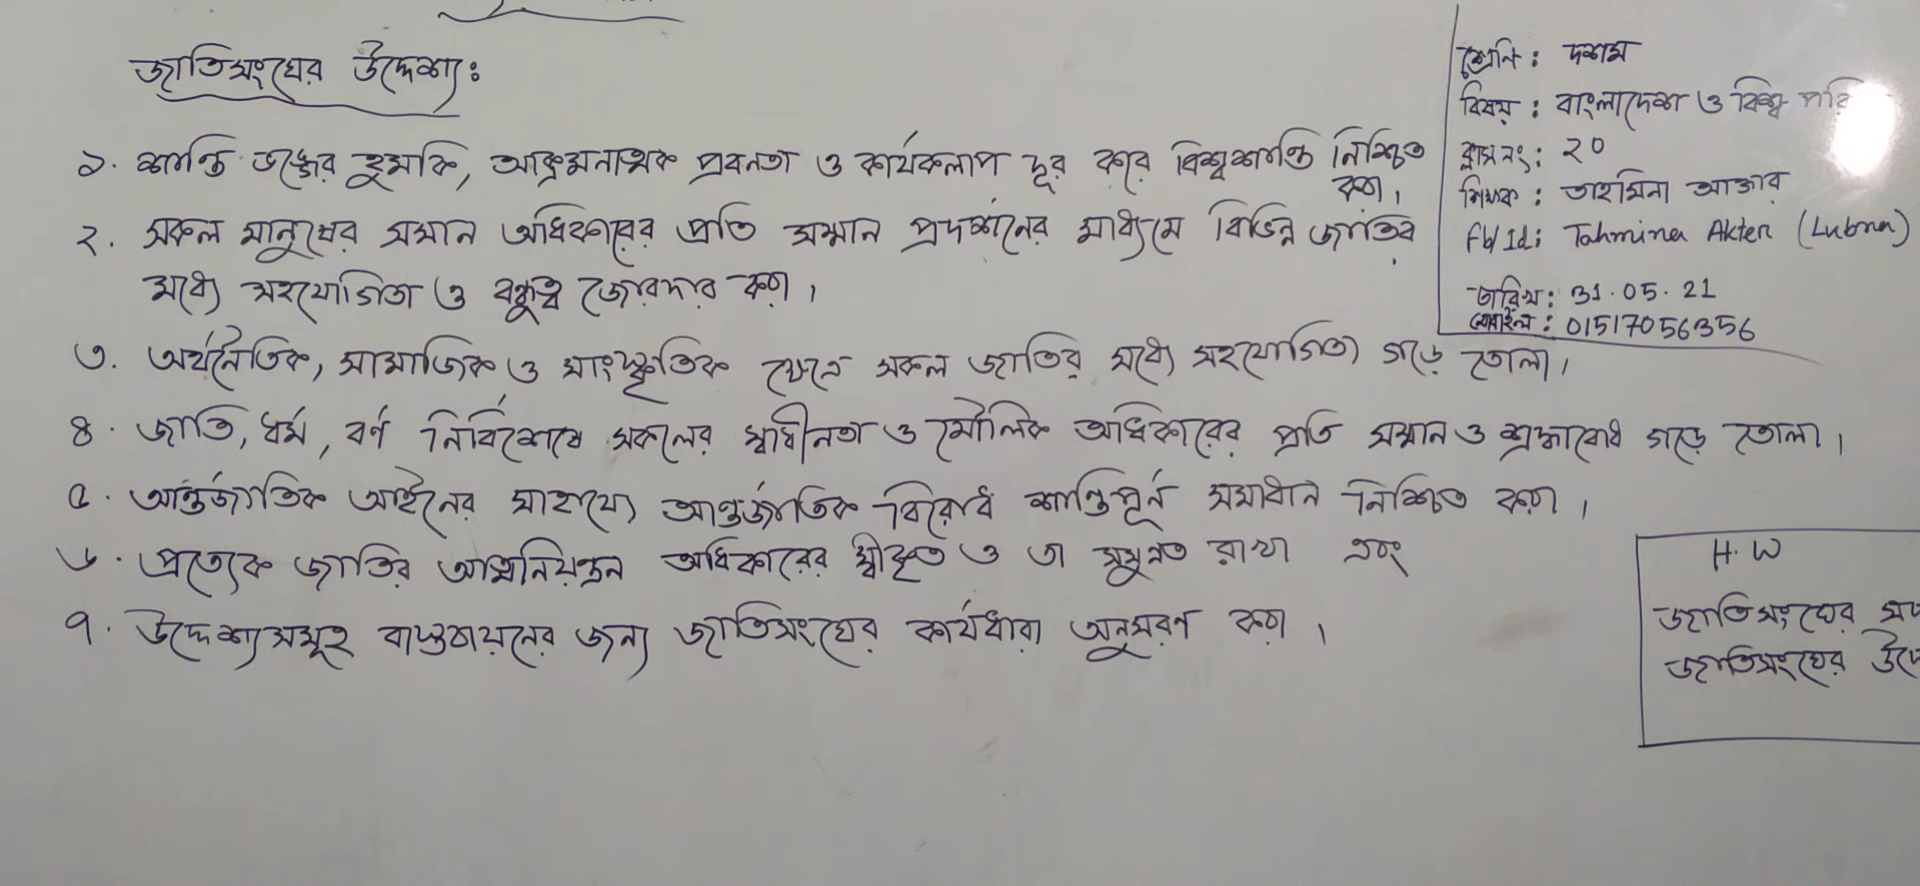 জাতিসংঘের উদ্দেশ্য:
১. শান্তি ভঙ্গের হুমকি, আক্রমনাত্মক প্রবনতা ও কার্যকলাপ দূর করে বিশ্বশান্তি নিশ্চিত
করা।
২. সকল মানুষের সমান অধিকারের প্রতি সম্মান প্রদর্শনের মাধ্যমে বিভিন্ন জাতির
মধ্যে সহযোগিতা ও বন্ধুত্ব জোরদার করা।
৩. অর্থনৈতিক, সামাজিক ও সাংস্কৃতিক ক্ষেত্রে সকল জাতির মধ্যে সহযোগিতা গড়ে তোলা।
৪. জাতি, ধর্ম, বর্ণ নির্বিশেষে সকলের স্বাধীনতা ও মৌলিক অধিকারের প্রতি সম্মান ও শ্রদ্ধাবোধ গড়ে তোলা।
৫. আর্ন্তজাতিক আইনের সাহায্যে আন্তর্জাতিক বিরোধ শান্তিপূর্ন সমাধান নিশ্চিত করা।
৬. প্রত্যেক জাতির আত্মনিয়ন্ত্রন অধিকারের স্বীকৃত ও তা সমুন্নত রাখা এবং
৭. উদ্দেশ্যসমূহ বাস্তবায়নের জন্য জাতিসংঘের কার্যধারা অনুসরণ করা।
শ্রেণি: দশম
বিষয়: বাংলাদেশ ও বিশ্ব পরি
ক্লাস নং: ২০
শিক্ষক: তাহমিনা আক্তার
Fb/Id: Tahmina Akter (Lubna)
তারিখ: 31.05.21
মোবাইল: 01517056356
H.W
জাতিসংঘের
জাতিসংঘের উদ্দে